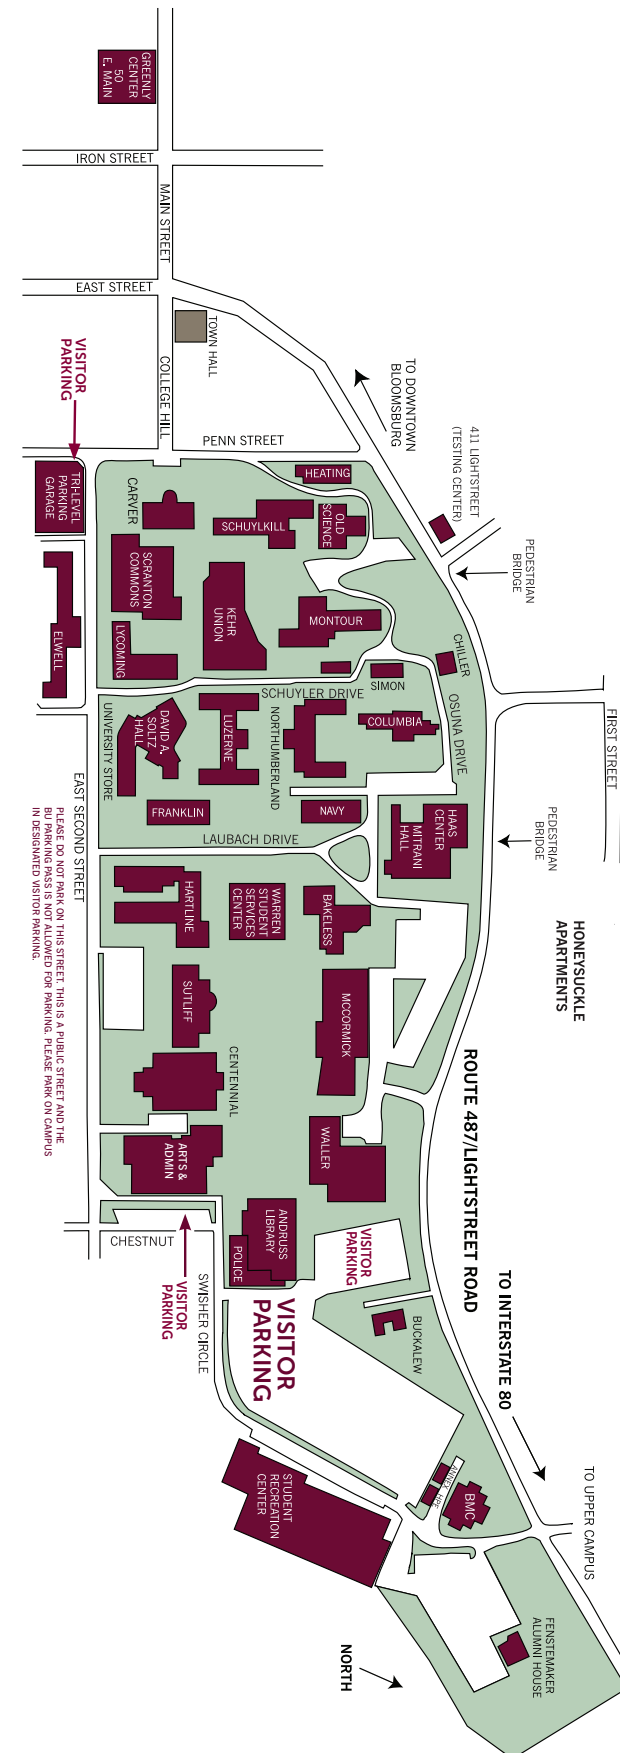 GREENLY
CENTER
50
E. MAIN
IRON STREET
MAIN STREET
EAST STREET
TOWN HALL
VISITOR
PARKING
COLLEGE HILL
TO DOWNTOWN
BLOOMSBURG
PENN STREET
411 LIGHTSTREET
(TESTING CENTER)
TRI-LEVEL
PARKING
GARAGE
HEATING
CARVER
SCHUYLKILL
OLD
SCIENCE
PEDESTRIAN
BRIDGE
SCRANTON
COMMONS
ELWELL
LYCOMING
KEHR
UNION
MONTOUR
CHILLER
SIMON
SCHUYLER DRIVE
OSUNA DRIVE
FIRST STREET
UNIVERSITY STORE
DAVID A.
SOLTZ
HALL
LUZERNE
NORTHUMBERLAND
COLUMBIA
FRANKLIN
NAVY
HAAS
CENTER
MITRANI
HALL
PEDESTRIAN
BRIDGE
LAUBACH DRIVE
EAST SECOND STREET
PLEASE DO NOT PARK ON THIS STREET. THIS IS A PUBLIC STREET AND THE
BU PARKING PASS IS NOT ALLOWED FOR PARKING. PLEASE PARK ON CAMPUS
IN DESIGNATED VISITOR PARKING.
HARTLINE
WARREN
STUDENT
SERVICES
CENTER
BAKELESS
HONEYSUCKLE
APARTMENTS
SUTLIFF
MCCORMICK
CENTENNIAL
ROUTE 487/LIGHTSTREET ROAD
ARTS &
ADMIN
WALLER
CHESTNUT
VISITOR
PARKING
SWISHER CIRCLE
ANDRUSS
LIBRARY
POLICE
VISITOR
PARKING
VISITOR
PARKING
BUCKALEW
TO INTERSTATE 80
STUDENT
RECREATION
CENTER
ANNEX
BMC
TO UPPER CAMPUS
FENSTEMAKER
ALUMNI HOUSE
NORTH